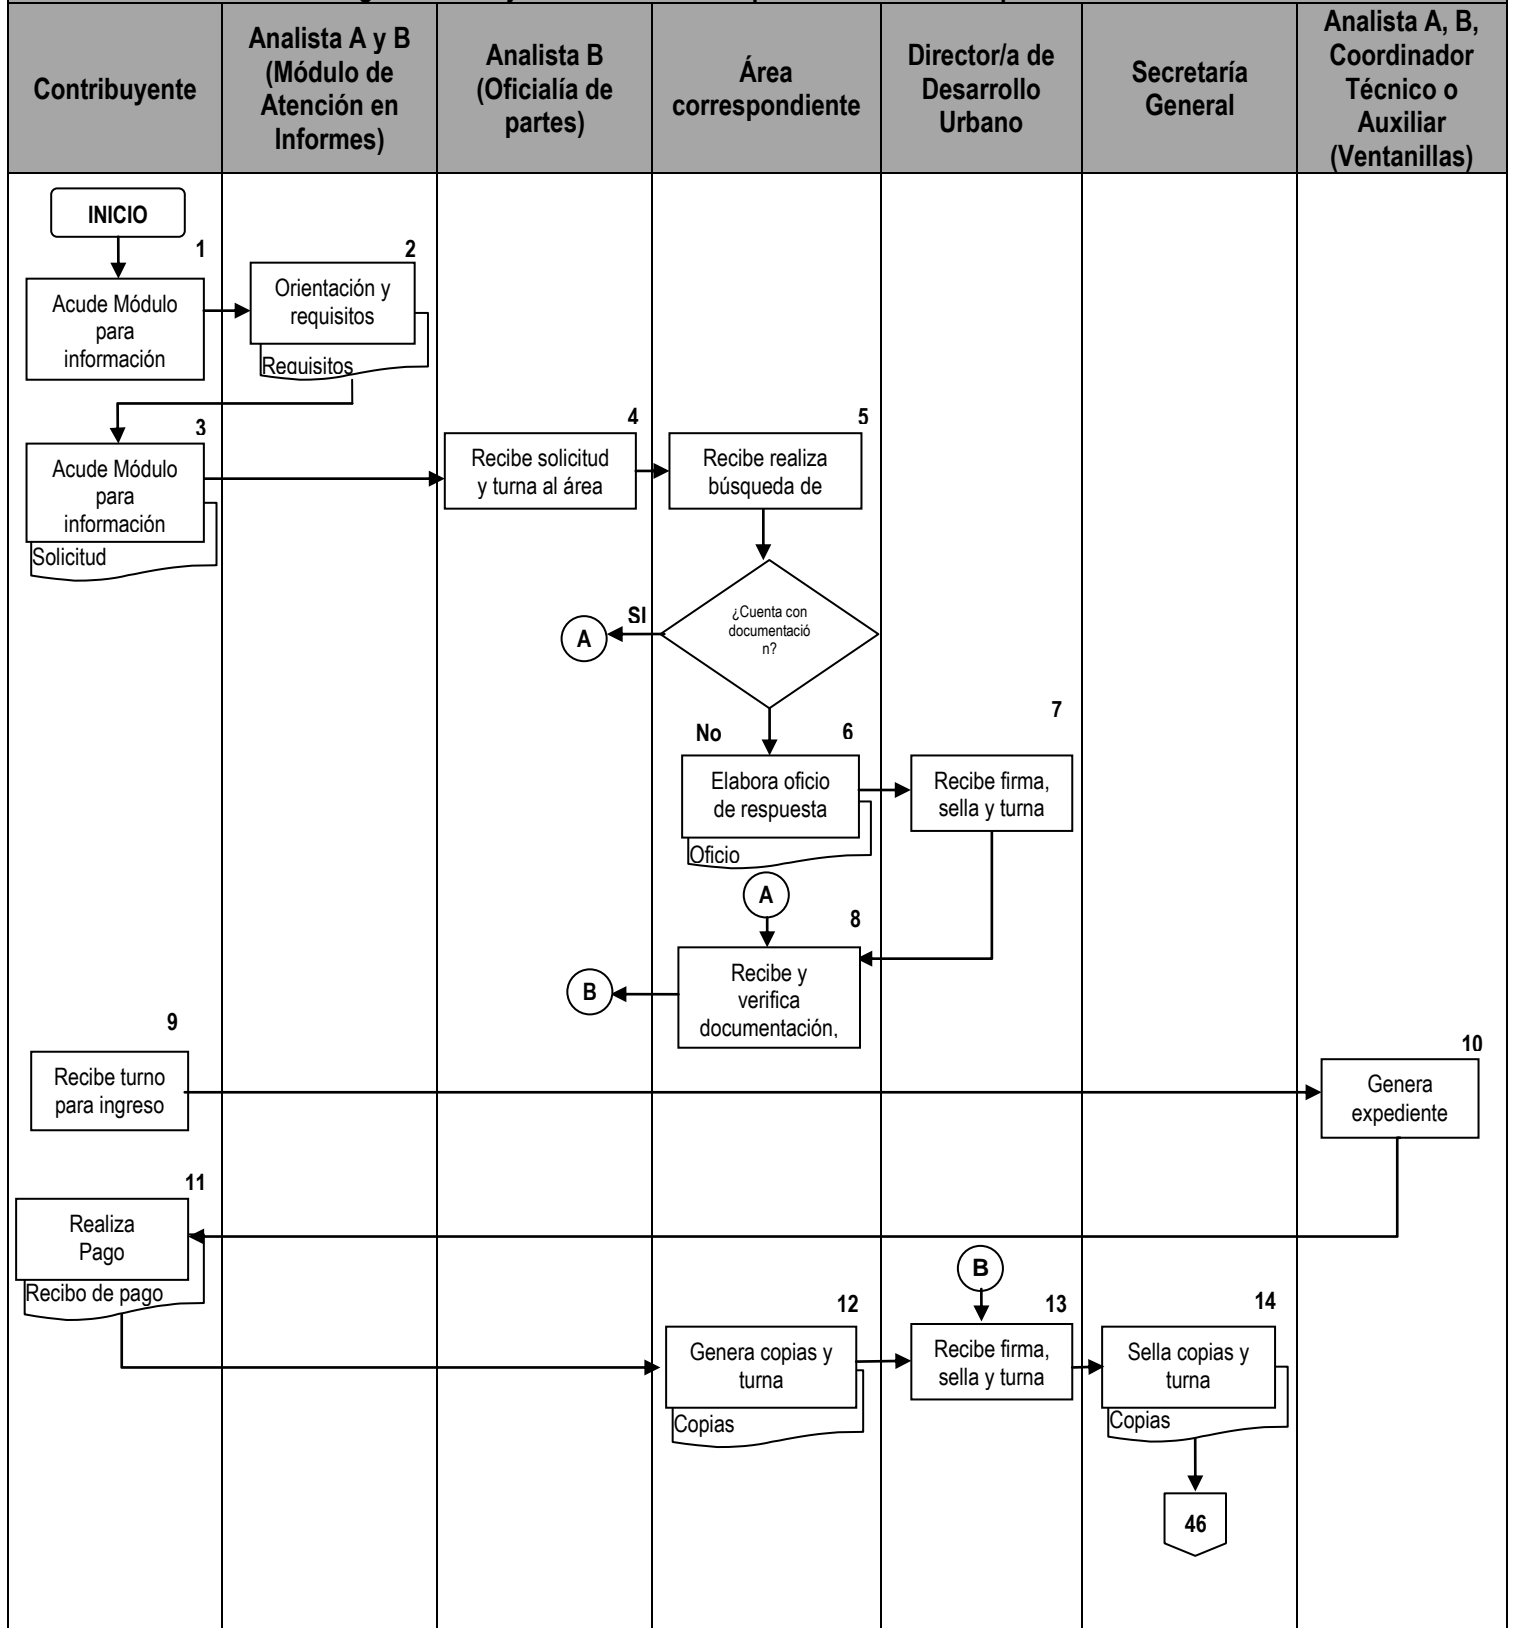 Contribuyente
Analista A y B
(Módulo de
Atención en
Informes)
Analista B
(Oficialía de
partes)
Área
correspondiente
Director/a de
Desarrollo
Urbano
Secretaría
General
Analista A, B,
Coordinador
Técnico o
Auxiliar
(Ventanillas)
INICIO
1
Acude Módulo
para
información
2
Orientación y
requisitos
Requisitos
3
Acude Módulo
para
información
Solicitud
4
Recibe solicitud
y turna al área
5
Recibe realiza
búsqueda de
¿Cuenta con
documentació
n?
SI
A
No
6
Elabora oficio
de respuesta
Oficio
7
Recibe firma,
sella y turna
A
8
Recibe y
verifica
documentación,
B
9
Recibe turno
para ingreso
10
Genera
expediente
11
Realiza
Pago
Recibo de pago
12
Genera copias y
turna
Copias
B
13
Recibe firma,
sella y turna
14
Sella copias y
turna
Copias
46